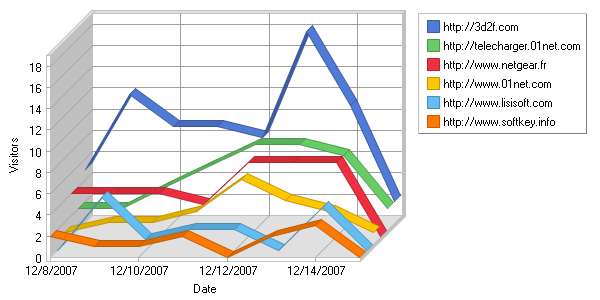 18
16
14
12
10
8
6
4
2
0
Visitors
12/8/2007
12/10/2007
12/12/2007
12/14/2007
Date
http://3d2f.com
http://telecharger.01net.com
http://www.netgear.fr
http://www.01net.com
http://www.lisisoft.com
http://www.softkey.info